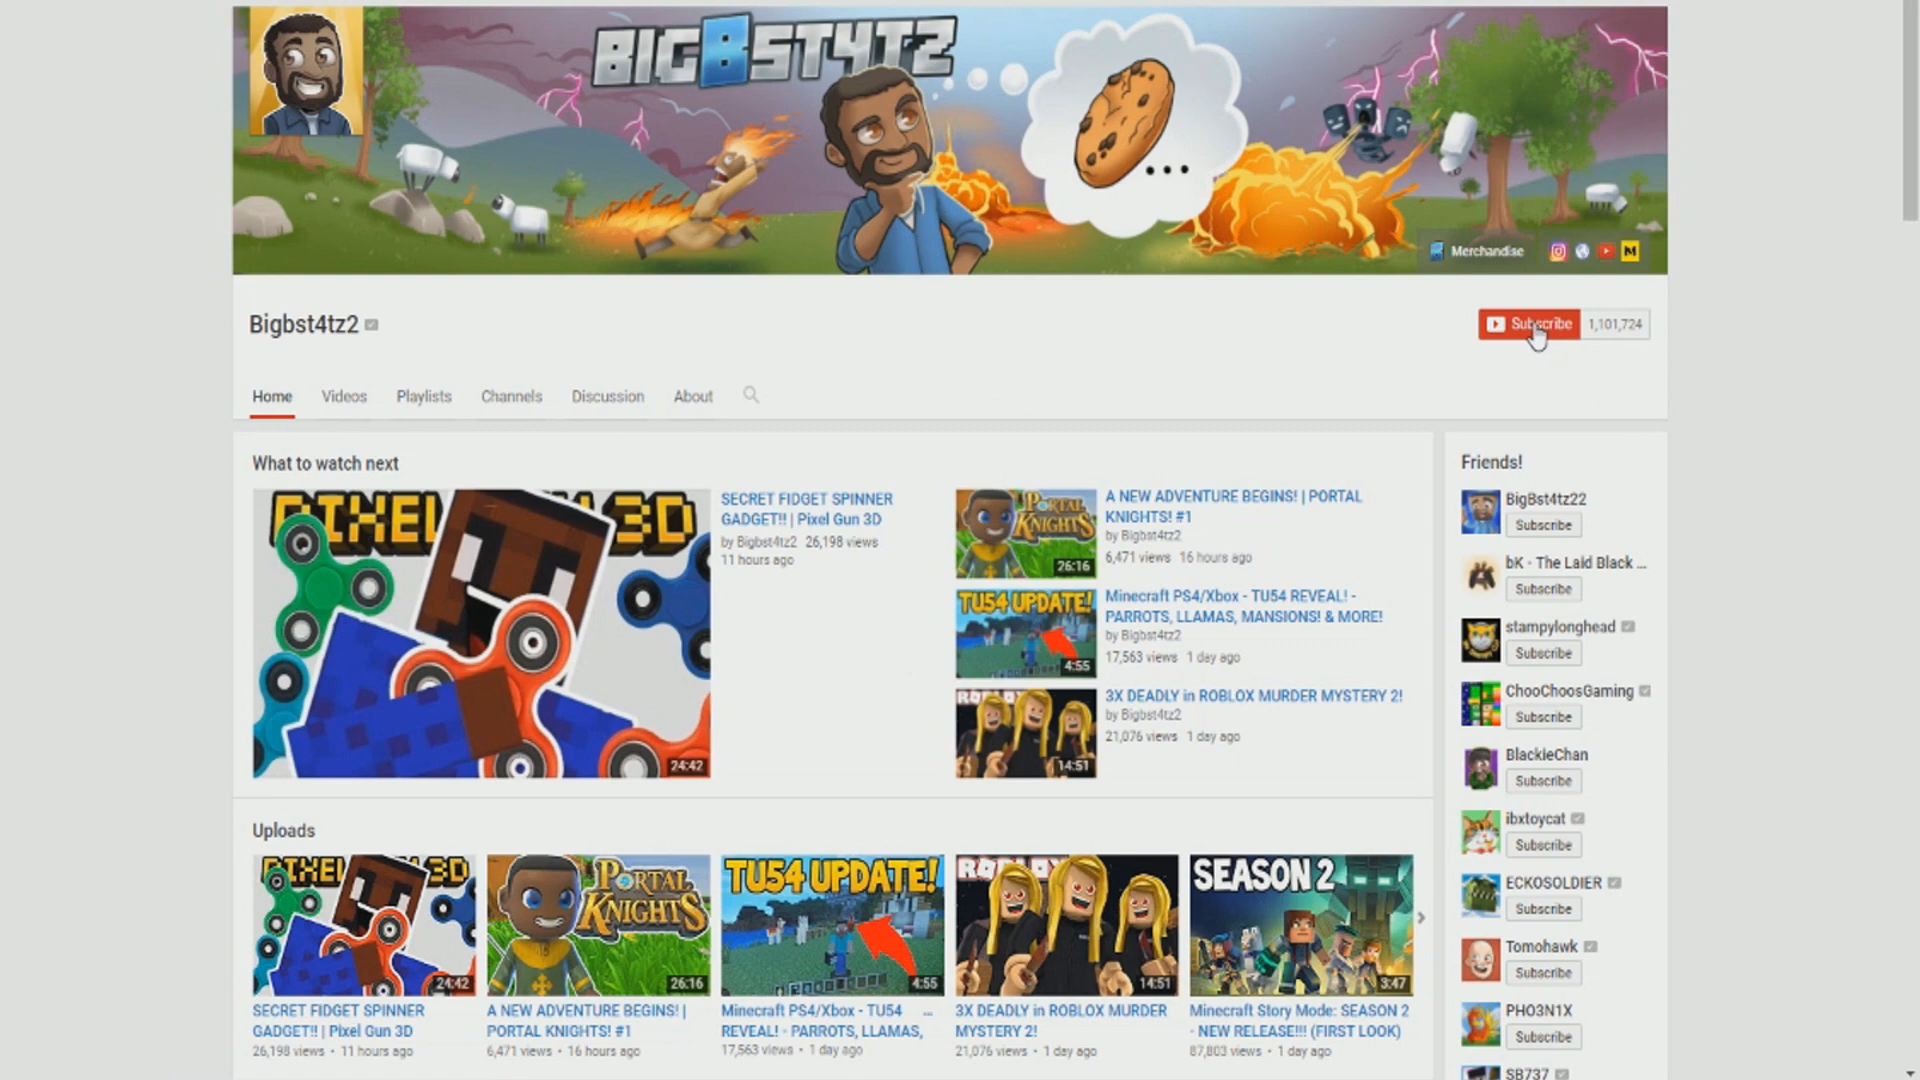 BIGBST4TZ
Merchandise
Bigbst4tz2
Subscribe 1,101,724
Home Videos Playlists Channels Discussion About
What to watch next
PIXEL 3D
24:42
SECRET FIDGET SPINNER
GADGET!! | Pixel Gun 3D
by Bigbst4tz2 26,198 views
11 hours ago
PORTAL
KNIGHTS
26:16
A NEW ADVENTURE BEGINS! | PORTAL
KNIGHTS! #1
by Bigbst4tz2
6,471 views 16 hours ago
TU54 UPDATE!
4:55
Minecraft PS4/Xbox - TU54 REVEAL! -
PARROTS, LLAMAS, MANSIONS! & MORE!
by Bigbst4tz2
17,563 views 1 day ago
ROBLOX
14:51
3X DEADLY in ROBLOX MURDER MYSTERY 2!
by Bigbst4tz2
21,076 views 1 day ago
Friends!
BigBst4tz22
Subscribe
bK - The Laid Black ...
Subscribe
stampylonghead
Subscribe
ChooChoosGaming
Subscribe
BlackieChan
Subscribe
ibxtoycat
Subscribe
ECKOSOLDIER
Subscribe
Tomohawk
Subscribe
PHO3N1X
Subscribe
SB737
Uploads
PIXEL 3D
24:42
SECRET FIDGET SPINNER
GADGET!! | Pixel Gun 3D
26,198 views • 11 hours ago
PORTAL
KNIGHTS
26:16
A NEW ADVENTURE BEGINS! |
PORTAL KNIGHTS! #1
6,471 views • 16 hours ago
TU54 UPDATE!
4:55
Minecraft PS4/Xbox - TU54 ...
REVEAL! - PARROTS, LLAMAS,
17,563 views • 1 day ago
ROBLOX
14:51
3X DEADLY in ROBLOX MURDER
MYSTERY 2!
21,076 views • 1 day ago
SEASON 2
3:47
Minecraft Story Mode: SEASON 2
- NEW RELEASE!!! (FIRST LOOK)
87,803 views • 1 day ago